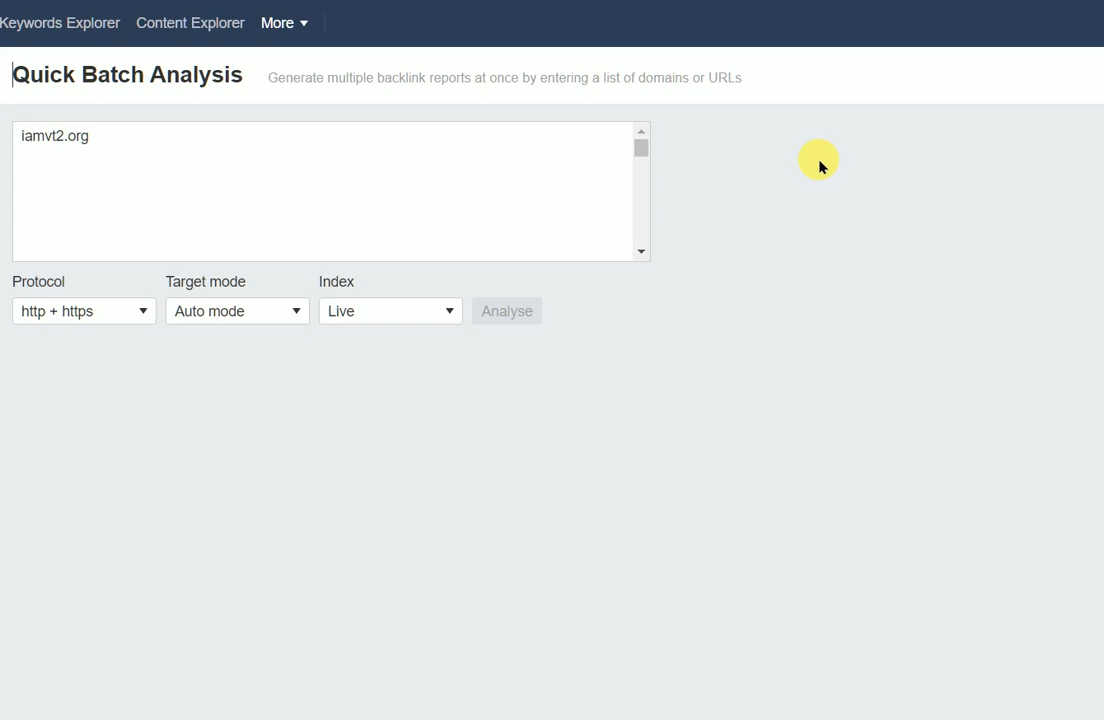 Keywords Explorer Content Explorer More
Quick Batch Analysis Generate multiple backlink reports at once by entering a list of domains or URLs
iamvt2.org
Protocol Target mode Index
http + https Auto mode Live Analyse